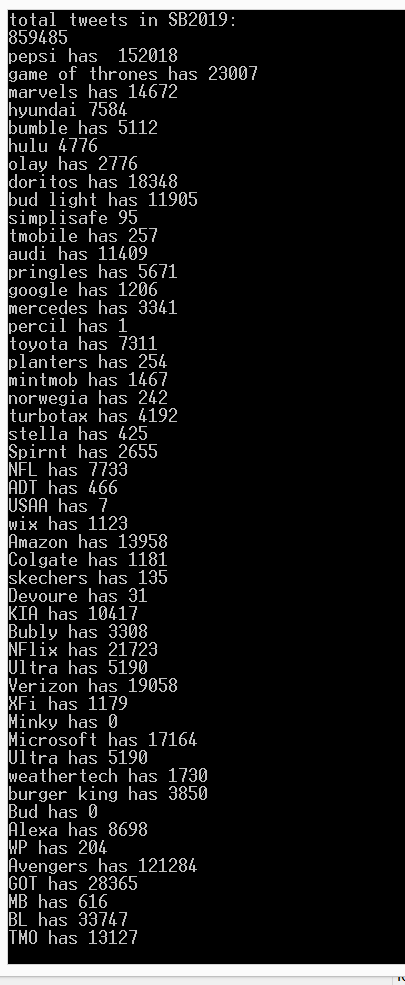 total tweets in SB2019:
859485
pepsi has  152018
game of thrones has 23007
marvels has 14672
hyundai 7584
bumble has 5112
hulu 4776
olay has 2776
doritos has 18348
bud light has 11905
simplisafe 95
tmobile has 257
audi has 11409
pringles has 5671
google has 1206
mercedes has 3341
percil has 1
toyota has 7311
planters has 254
mintmob has 1467
norwegia has 242
turbotax has 4192
stella has 425
Spirnt has 2655
NFL has 7733
ADT has 466
USAA has 7
wix has 1123
Amazon has 13958
Colgate has 1181
skechers has 135
Devoure has 31
KIA has 10417
Bubly has 3308
NFlix has 21723
Ultra has 5190
Verizon has 19058
XFi has 1179
Minky has 0
Microsoft has 17164
Ultra has 5190
weathertech has 1730
burger king has 3850
Bud has 0
Alexa has 8698
WP has 204
Avengers has 121284
GOT has 28365
MB has 616
BL has 33747
TMO has 13127